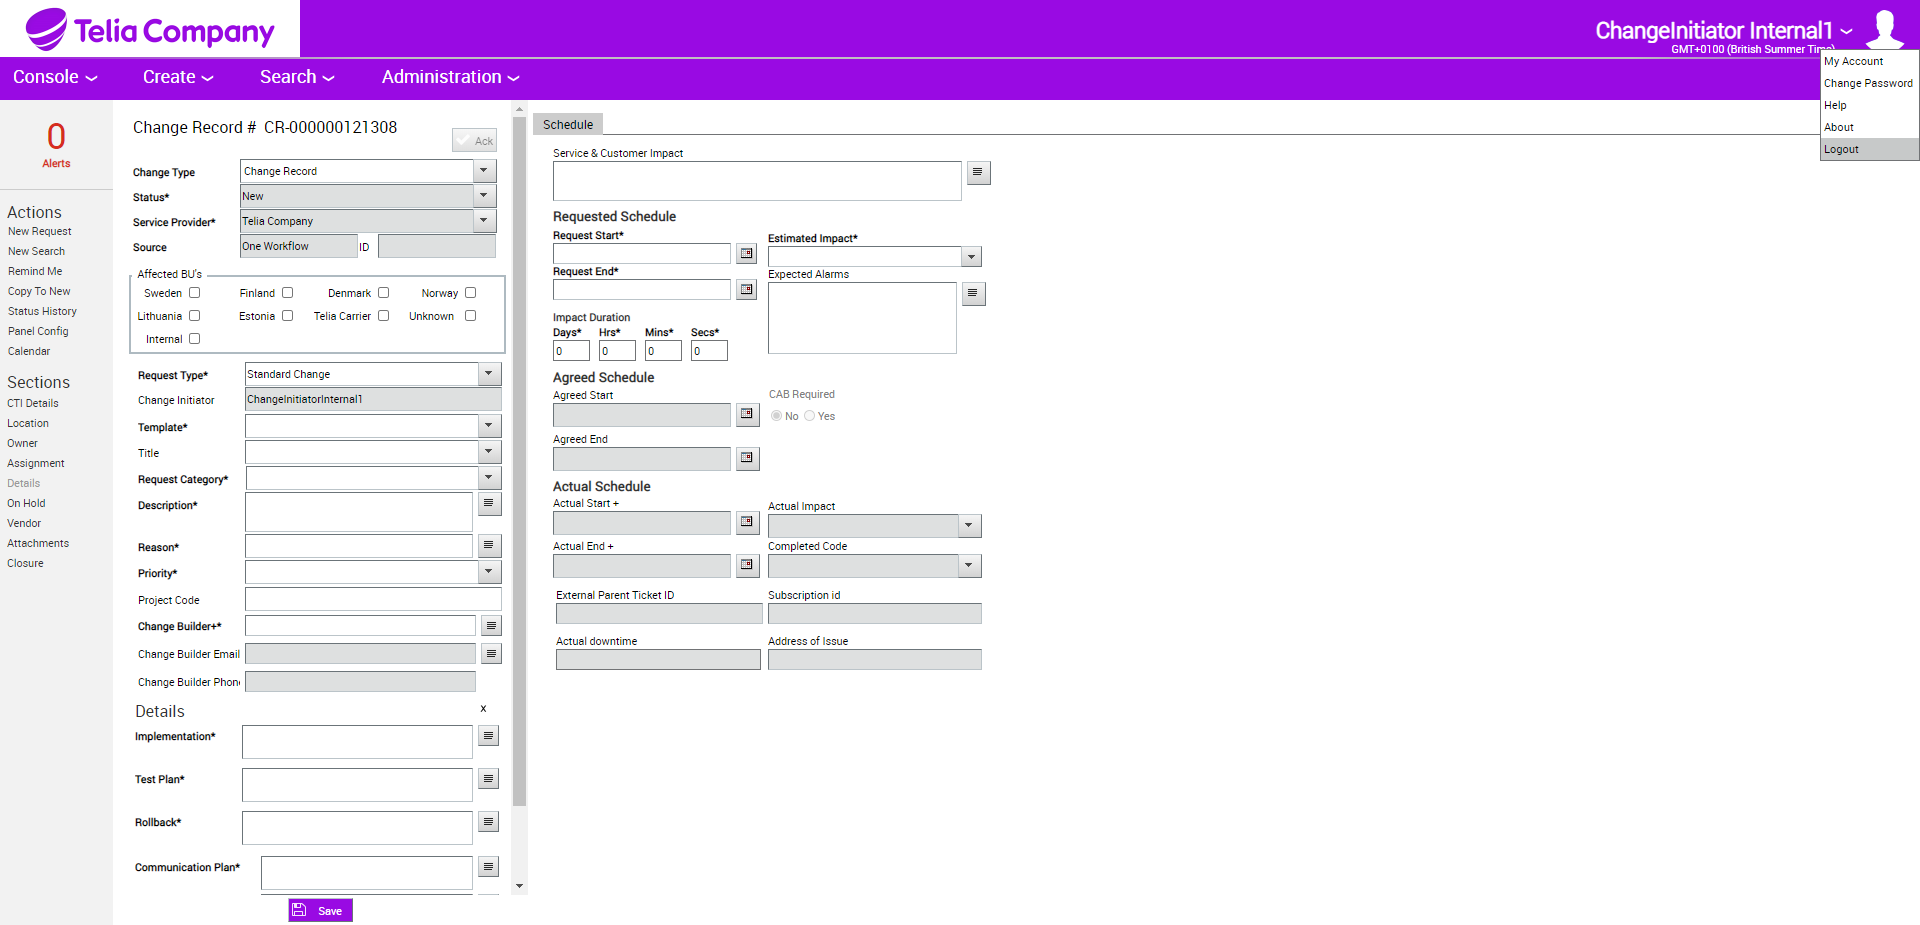 Telia Company
ChangeInitiator Internal1
GMT+0100 (British Summer Time)
Console
Create
Search
Administration
My Account
Change Password
Help
About
Logout
0
Alerts
Actions
New Request
New Search
Remind Me
Copy To New
Status History
Panel Config
Calendar
Sections
CTI Details
Location
Owner
Assignment
Details
On Hold
Vendor
Attachments
Closure
Change Record # CR-000000121308
Ack
Change Type
Change Record
Status*
New
Service Provider*
Telia Company
Source
One Workflow
ID
Affected BU's
Sweden
Finland
Denmark
Norway
Lithuania
Estonia
Telia Carrier
Unknown
Internal
Request Type*
Standard Change
Change Initiator
ChangeInitiatorInternal1
Template*
Title
Request Category*
Description*
Reason*
Priority*
Project Code
Change Builder+*
Change Builder Email
Change Builder Phon
Details
x
Implementation*
Test Plan*
Rollback*
Communication Plan*
Save
Schedule
Service & Customer Impact
Requested Schedule
Request Start*
Estimated Impact*
Request End*
Expected Alarms
Impact Duration
Days* Hrs* Mins* Secs*
0 0 0 0
Agreed Schedule
Agreed Start
CAB Required
No Yes
Agreed End
Actual Schedule
Actual Start +
Actual Impact
Actual End +
Completed Code
External Parent Ticket ID
Subscription id
Actual downtime
Address of Issue